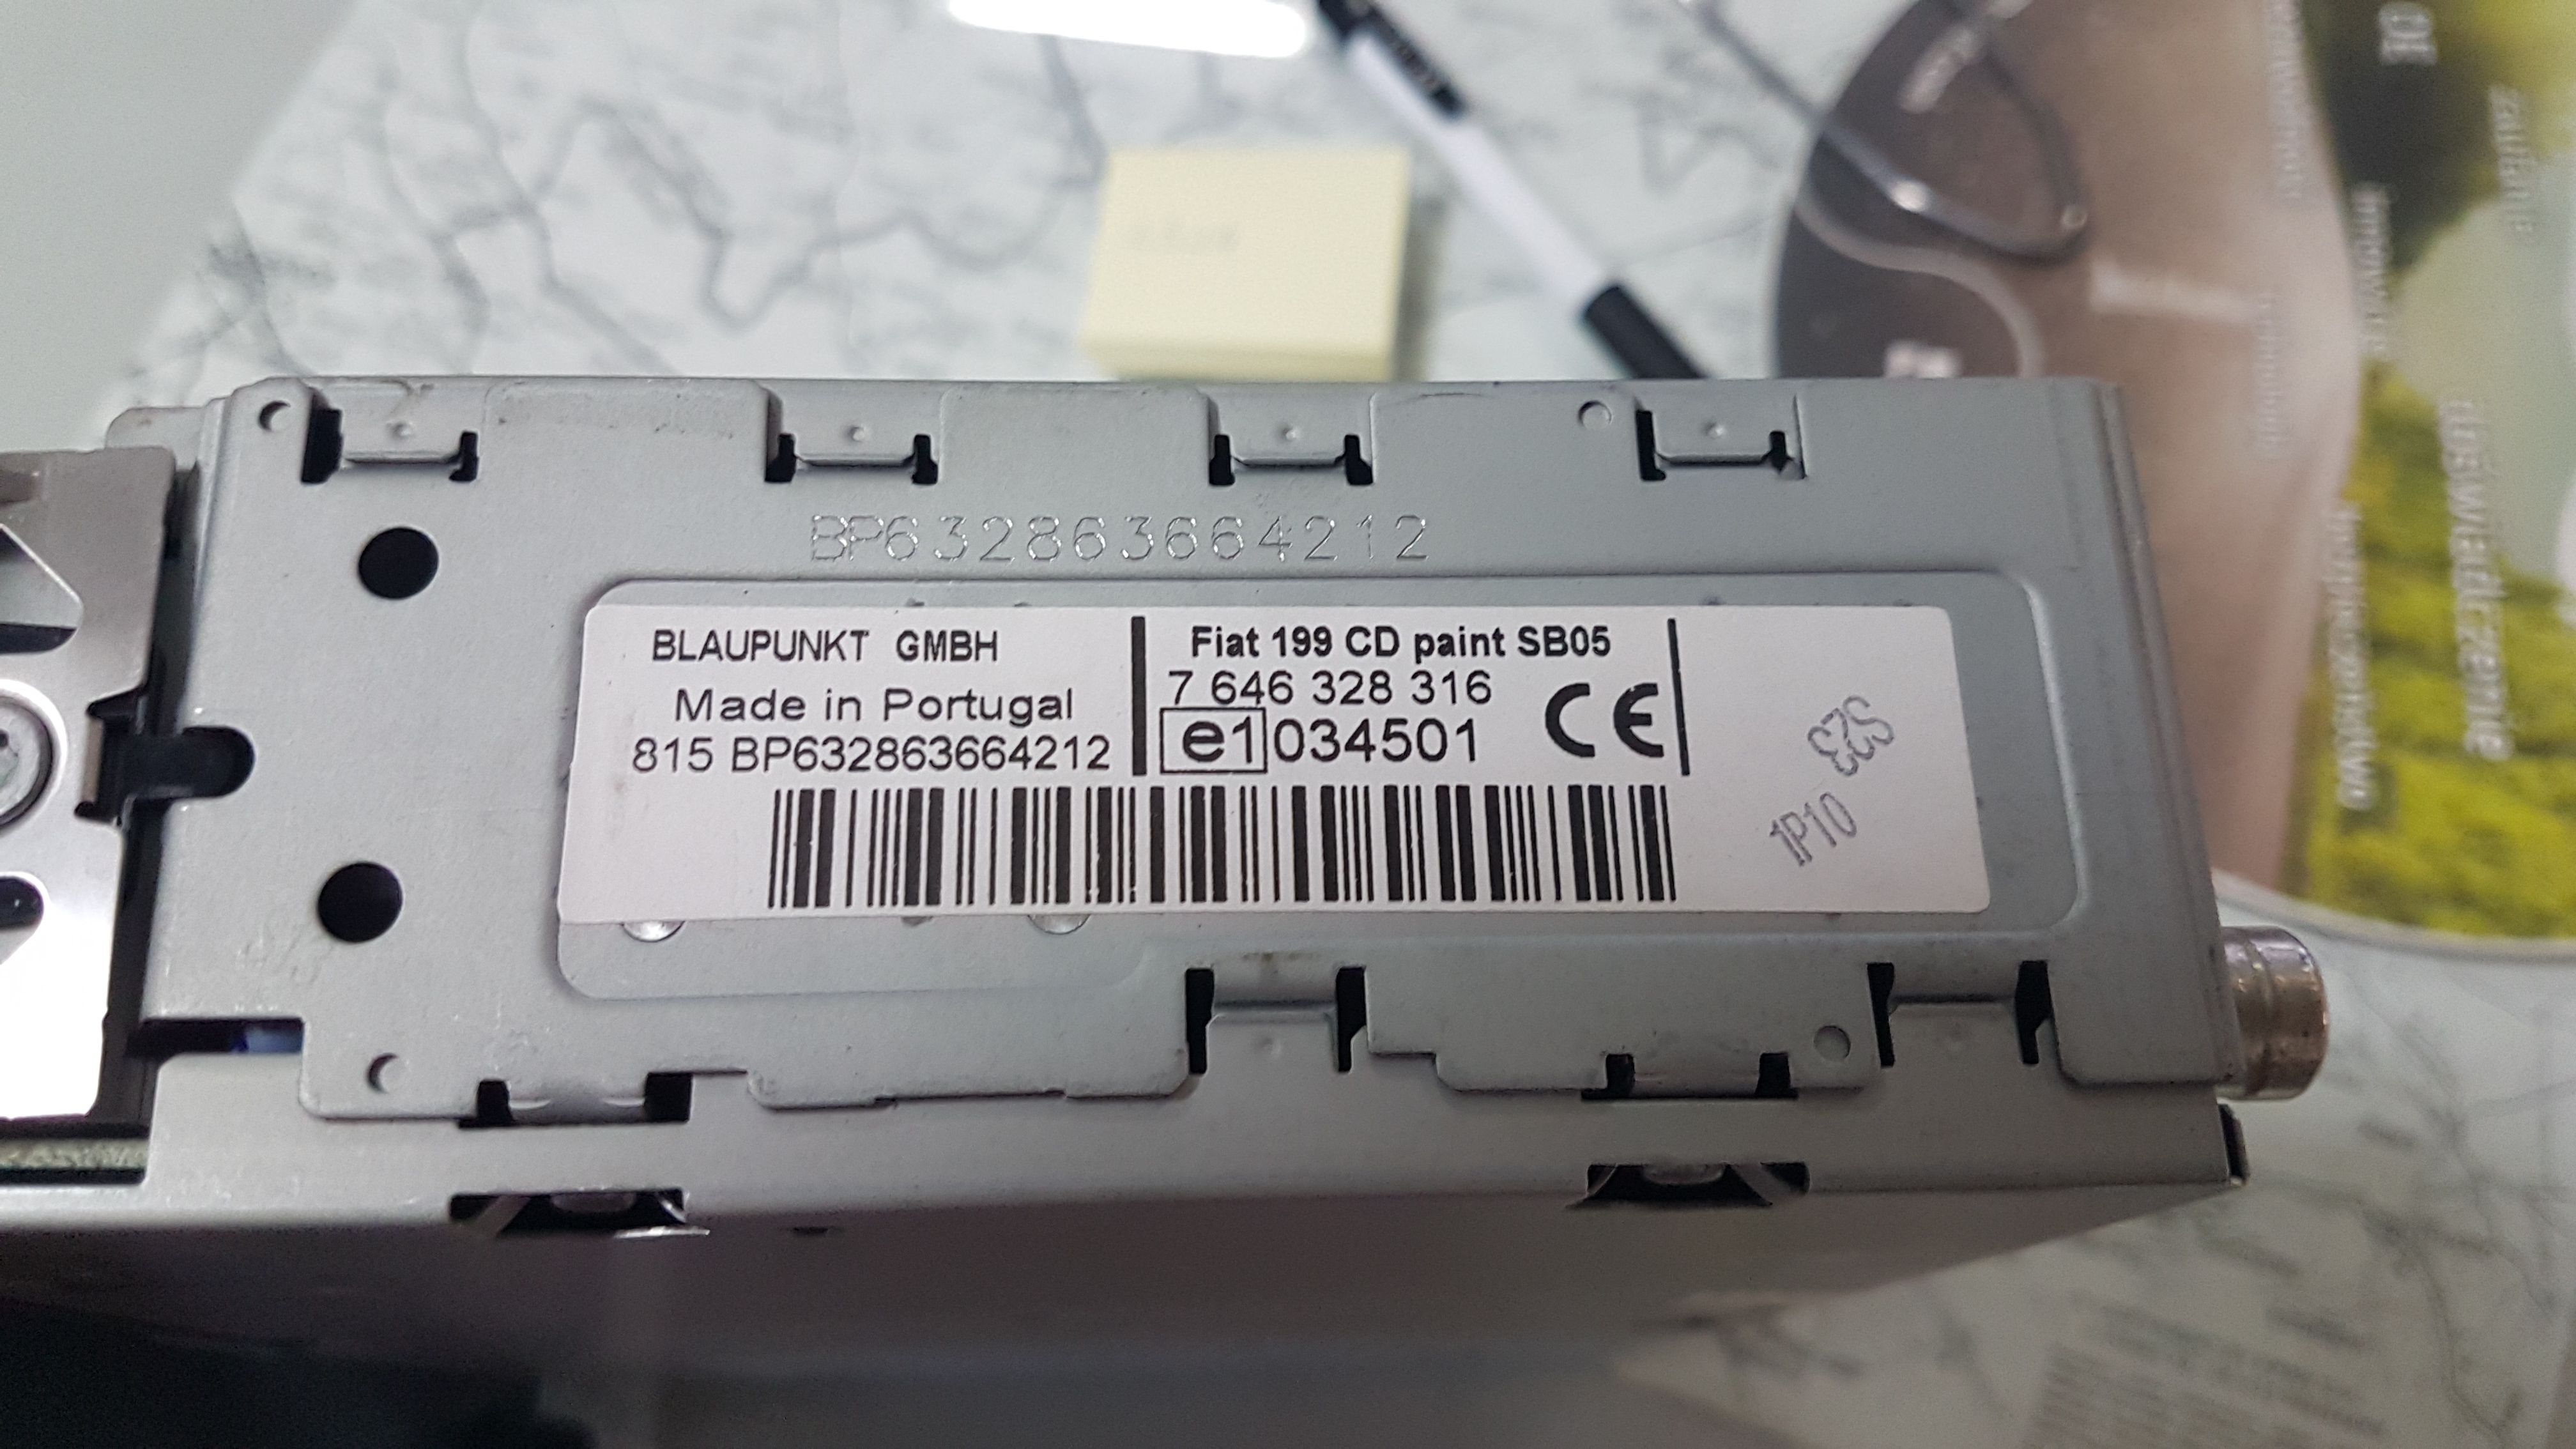 BP632863664212
BLAUPUNKT GMBH
Made in Portugal
815 BP632863664212
Fiat 199 CD paint SB05
7 646 328 316
e1 034501 CE
S23
1P10